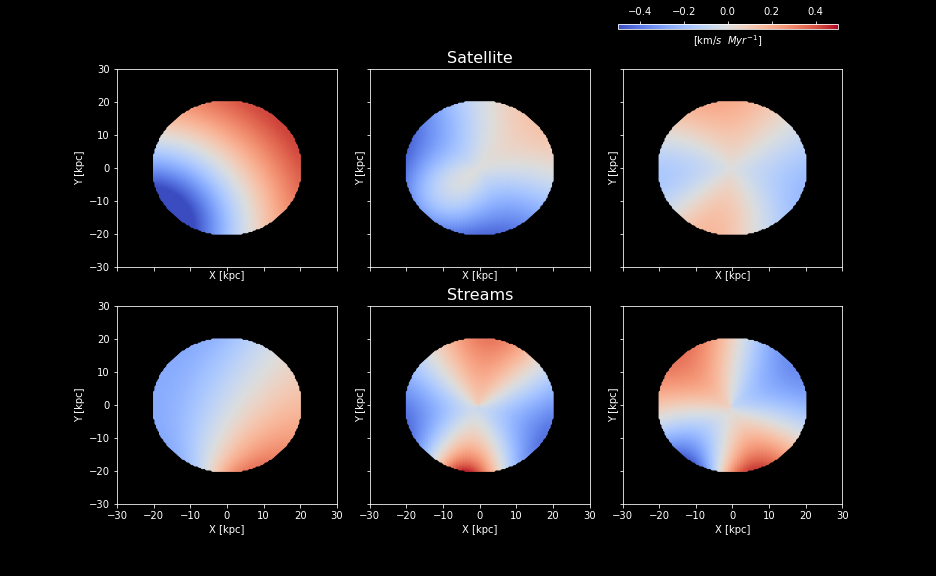 −0.4 −0.2 0.0 0.2 0.4
[km/s Myr⁻¹]
Satellite
30
20
10
0
−10
−20
−30
Y [kpc]
X [kpc]
Y [kpc]
X [kpc]
Y [kpc]
X [kpc]
Streams
30
20
10
0
−10
−20
−30
Y [kpc]
−30 −20 −10 0 10 20 30
X [kpc]
Y [kpc]
−30 −20 −10 0 10 20 30
X [kpc]
Y [kpc]
−30 −20 −10 0 10 20 30
X [kpc]